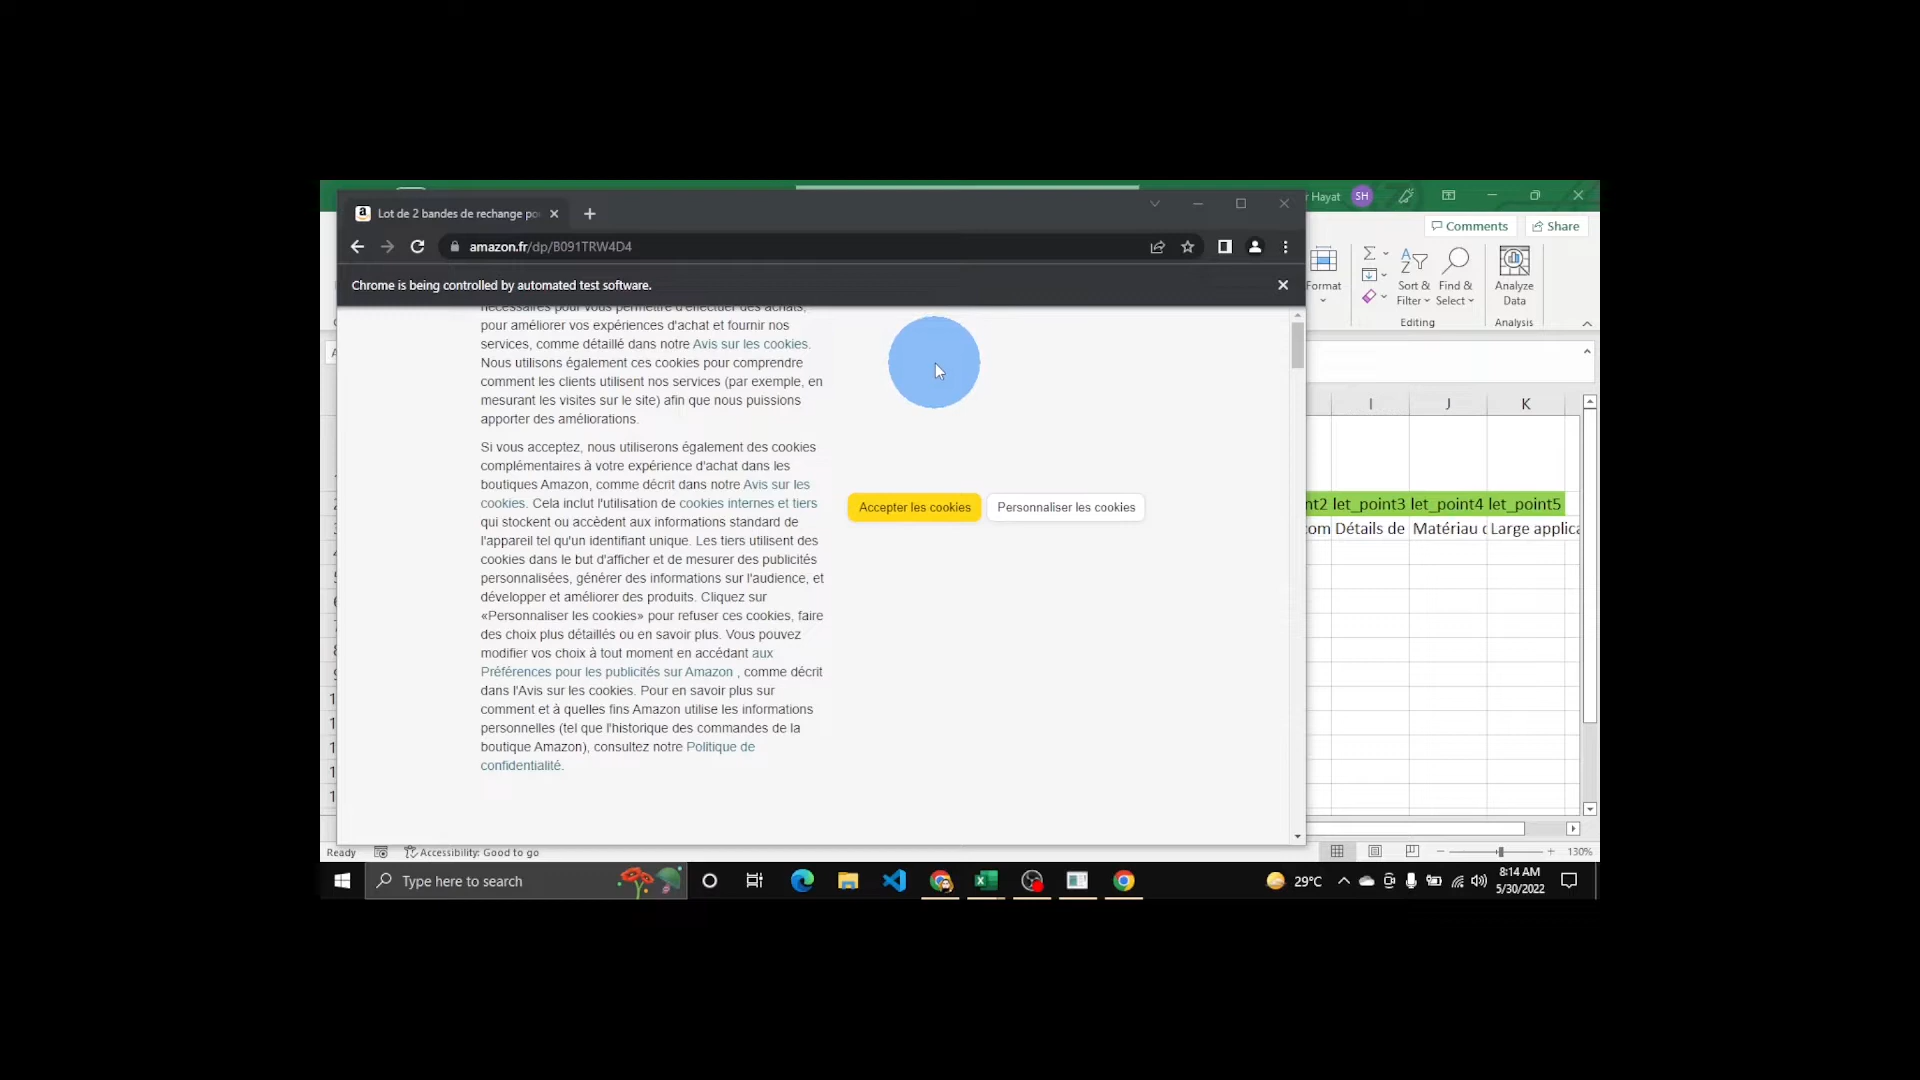 r Hayat SH
Lot de 2 bandes de rechange po
Comments Share
amazon.fr/dp/B091TRW4D4
Chrome is being controlled by automated test software.
Format
Sort & Filter
Find & Select
Analyze Data
Editing
Analysis
nécessaires pour vous permettre d'effectuer des achats,
pour améliorer vos expériences d'achat et fournir nos
services, comme détaillé dans notre Avis sur les cookies.
Nous utilisons également ces cookies pour comprendre
comment les clients utilisent nos services (par exemple, en
mesurant les visites sur le site) afin que nous puissions
apporter des améliorations.
Si vous acceptez, nous utiliserons également des cookies
complémentaires à votre expérience d'achat dans les
boutiques Amazon, comme décrit dans notre Avis sur les
cookies. Cela inclut l'utilisation de cookies internes et tiers
qui stockent ou accèdent aux informations standard de
l'appareil tel qu'un identifiant unique. Les tiers utilisent des
cookies dans le but d'afficher et de mesurer des publicités
personnalisées, générer des informations sur l'audience, et
développer et améliorer des produits. Cliquez sur
«Personnaliser les cookies» pour refuser ces cookies, faire
des choix plus détaillés ou en savoir plus. Vous pouvez
modifier vos choix à tout moment en accédant aux
Préférences pour les publicités sur Amazon , comme décrit
dans l'Avis sur les cookies. Pour en savoir plus sur
comment et à quelles fins Amazon utilise les informations
personnelles (tel que l'historique des commandes de la
boutique Amazon), consultez notre Politique de
confidentialité.
Accepter les cookies Personnaliser les cookies
I J K
nt2 let_point3 let_point4 let_point5
com Détails de Matériau d Large applica
Ready Accessibility: Good to go 130%
Type here to search 29°C 8:14 AM
5/30/2022